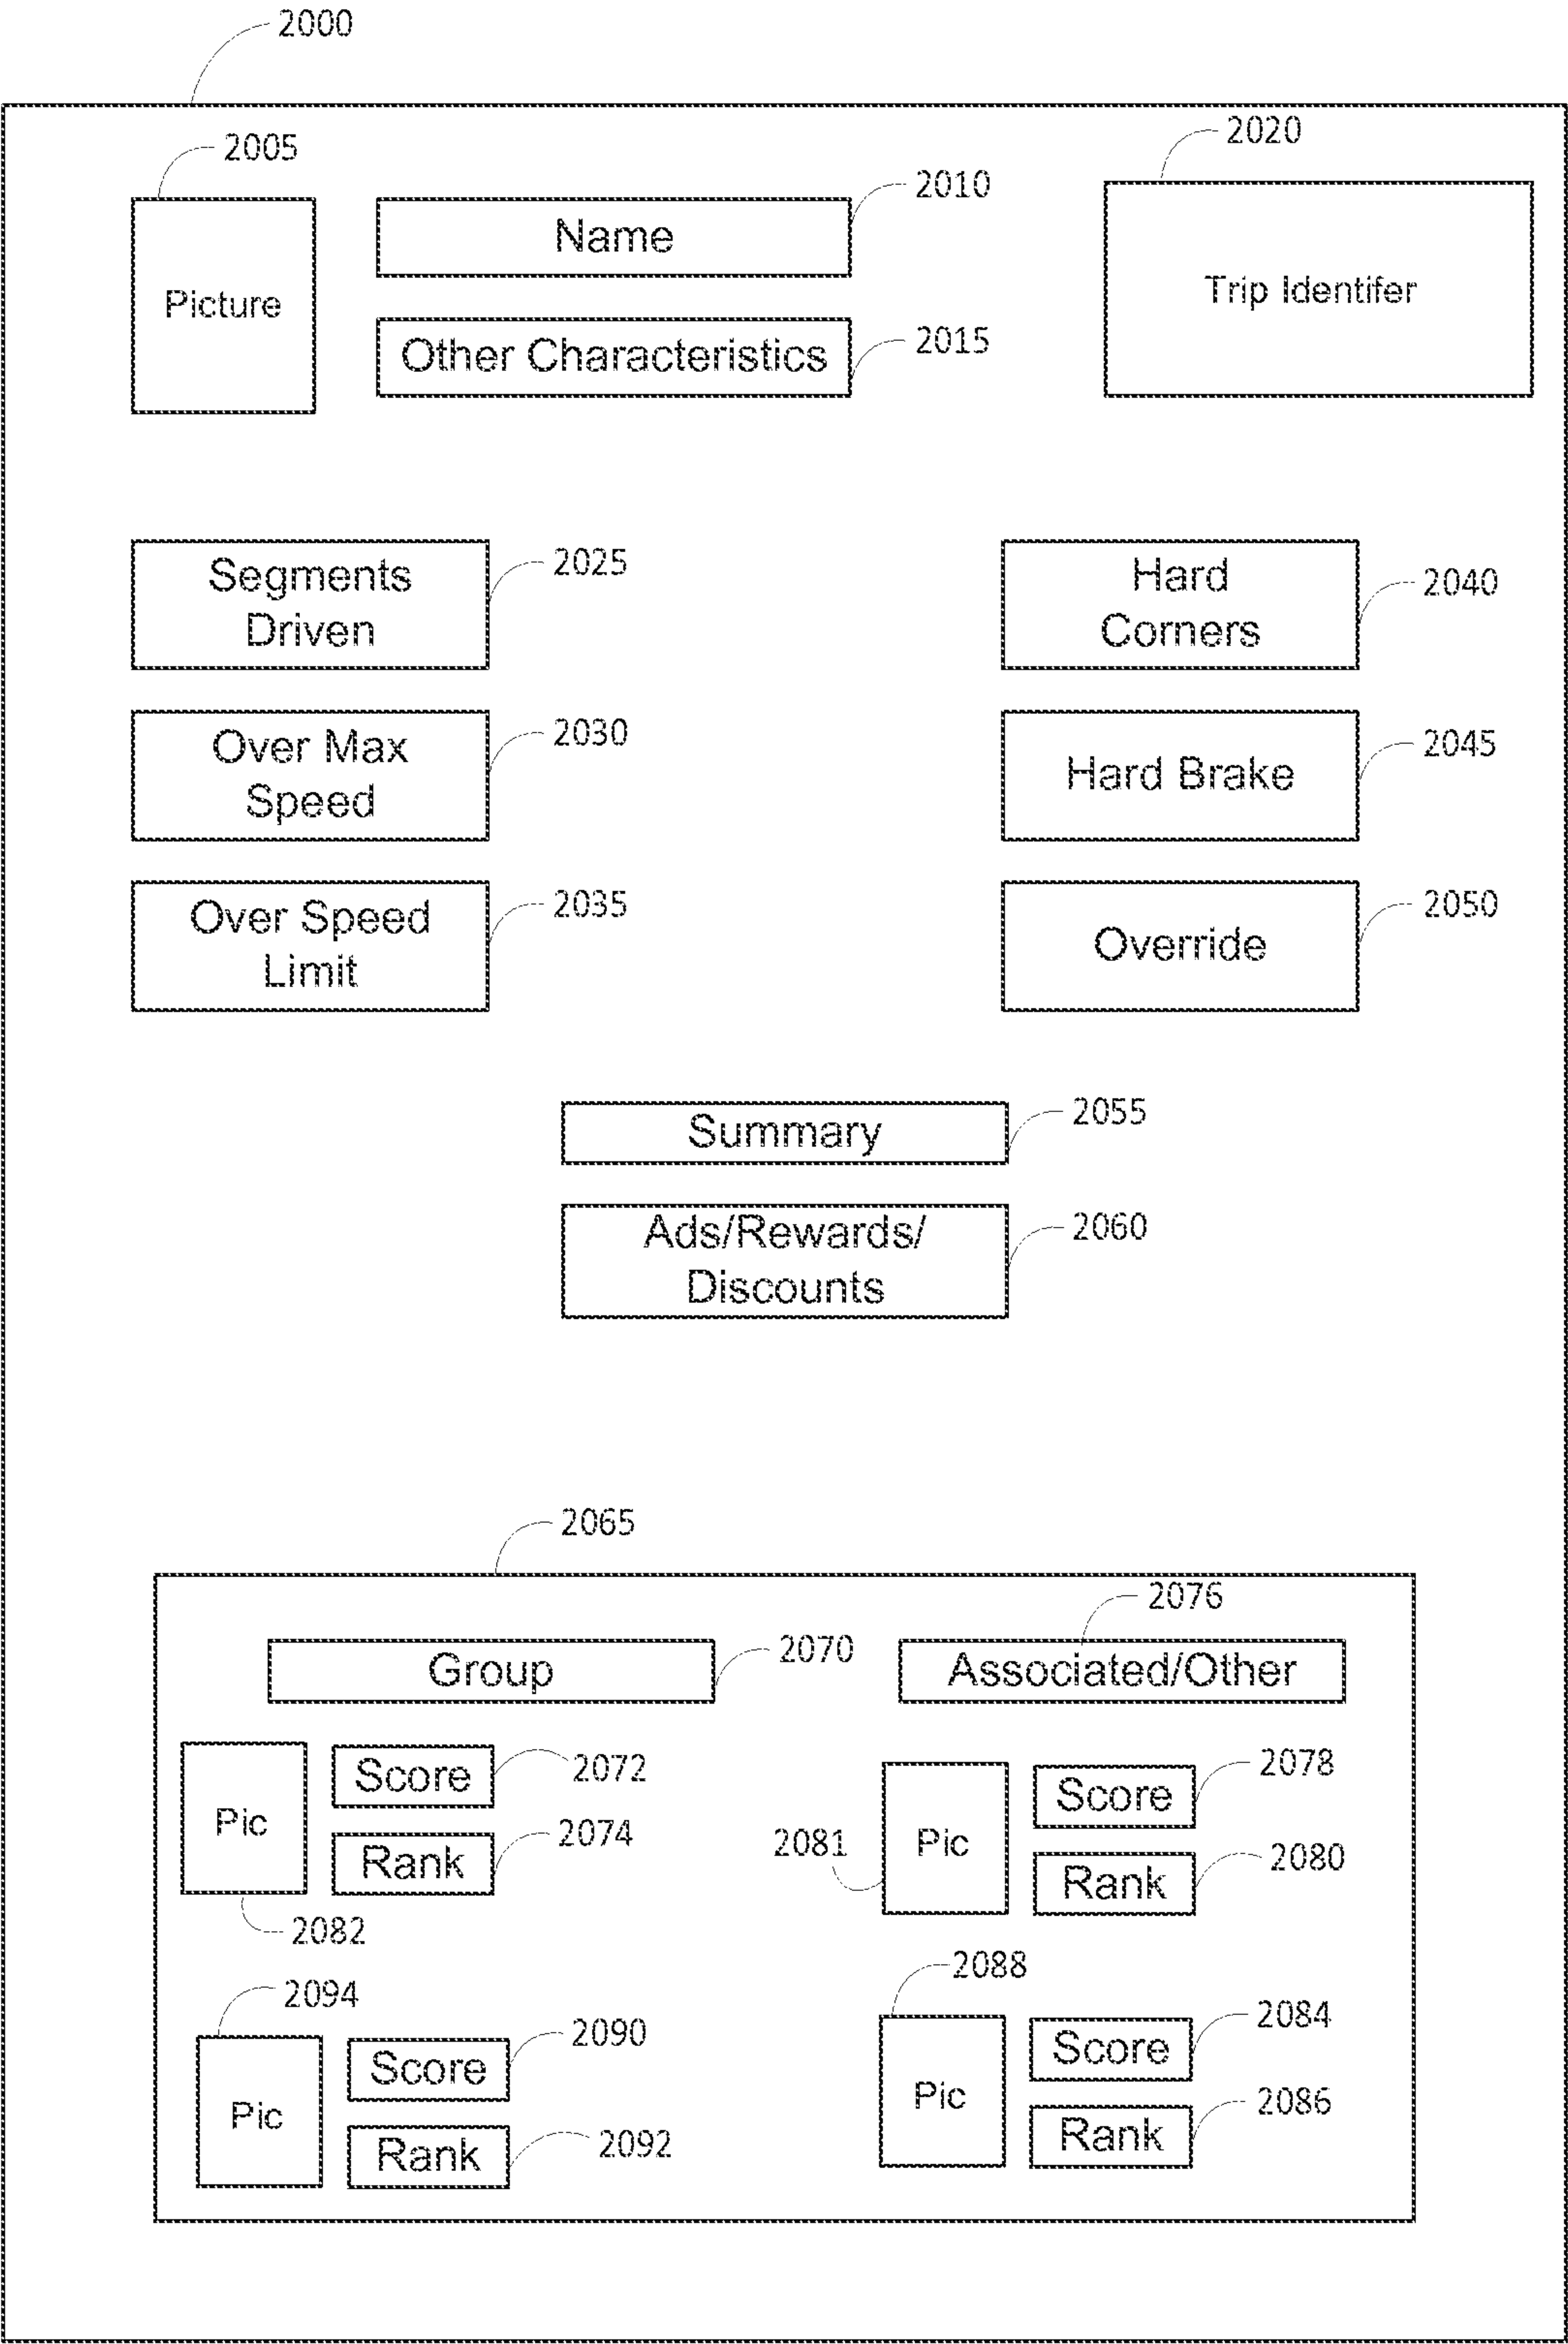 2000
2005
2020
2010
Name
Picture
Trip Identifer
2015
Other Characteristics
Segments
Driven
2025
Hard
Corners
2040
Over Max
Speed
2030
Hard Brake
2045
Over Speed
Limit
2035
Override
2050
Summary
2055
Ads/Rewards/
Discounts
2060
2065
2076
Group
2070
Associated/Other
Score
2072
Pic
Rank
2074
2082
Score
2078
2081
Pic
Rank
2080
2094
Score
2090
Pic
Rank
2092
2088
Score
2084
Pic
Rank
2086